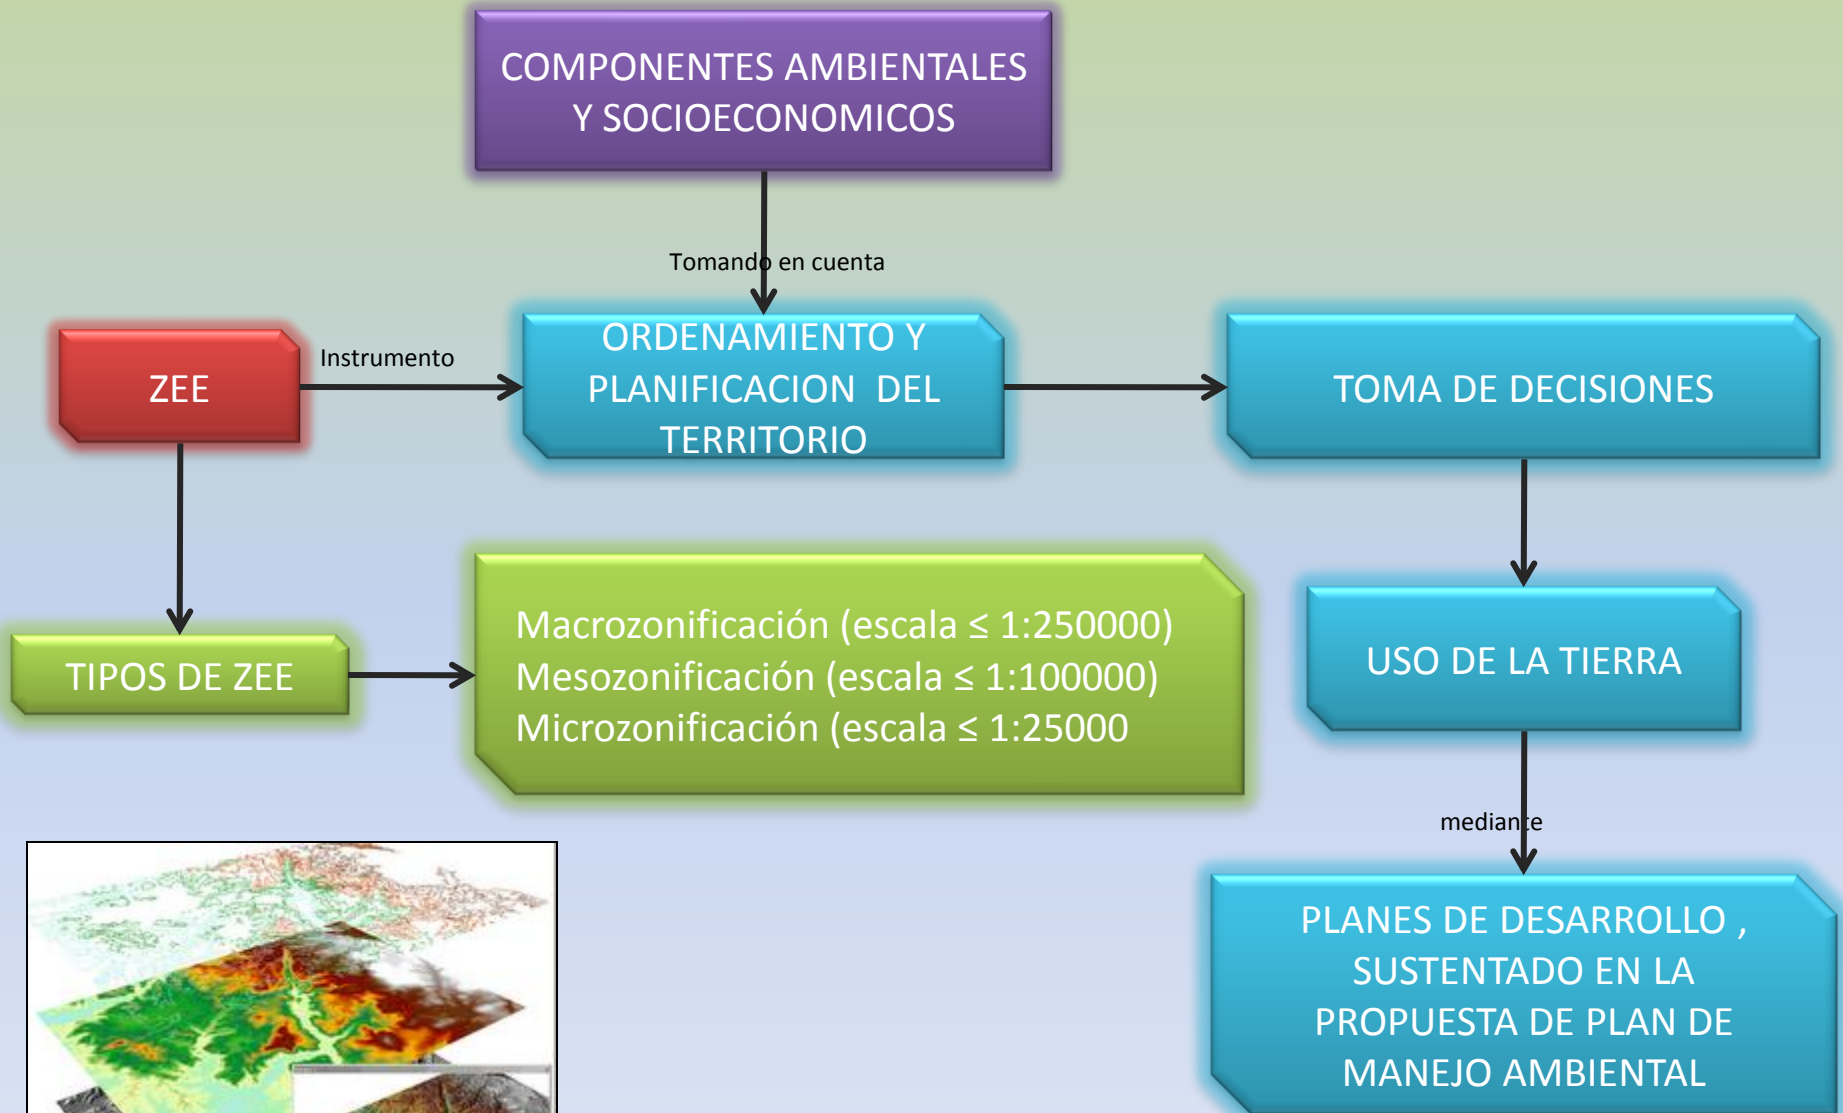 COMPONENTES AMBIENTALES
Y SOCIOECONOMICOS
Tomando en cuenta
ZEE
Instrumento
ORDENAMIENTO Y
PLANIFICACION DEL
TERRITORIO
TOMA DE DECISIONES
TIPOS DE ZEE
Macrozonificación (escala ≤ 1:250000)
Mesozonificación (escala ≤ 1:100000)
Microzonificación (escala ≤ 1:25000
USO DE LA TIERRA
mediante
PLANES DE DESARROLLO ,
SUSTENTADO EN LA
PROPUESTA DE PLAN DE
MANEJO AMBIENTAL